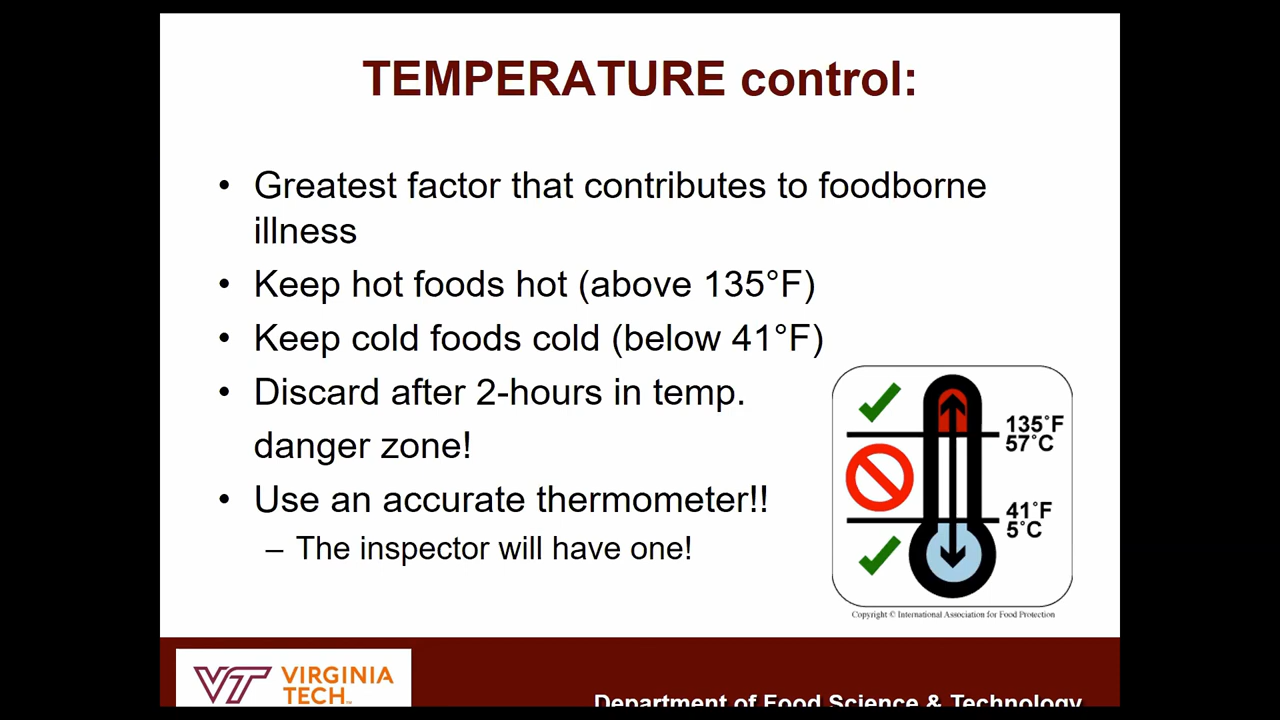 TEMPERATURE control:
• Greatest factor that contributes to foodborne
illness
• Keep hot foods hot (above 135°F)
• Keep cold foods cold (below 41°F)
• Discard after 2-hours in temp.
danger zone!
• Use an accurate thermometer!!
– The inspector will have one!
135°F
57°C
41°F
5°C
Copyright © International Association for Food Protection
VT VIRGINIA
TECH™
Department of Food Science & Technology